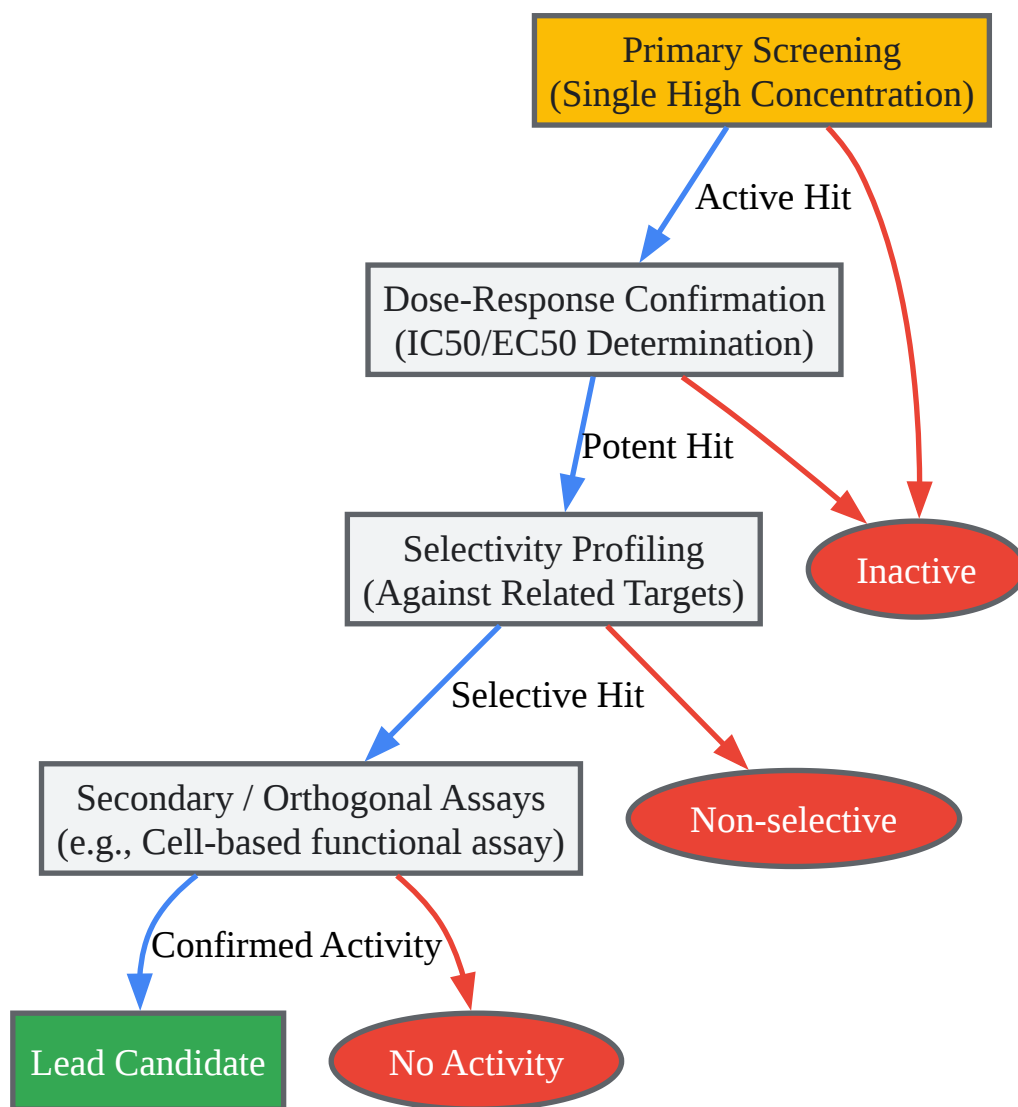 Primary Screening
(Single High Concentration)
Active Hit
Dose-Response Confirmation
(IC50/EC50 Determination)
Potent Hit
Selectivity Profiling
(Against Related Targets)
Inactive
Selective Hit
Secondary / Orthogonal Assays
(e.g., Cell-based functional assay)
Non-selective
Confirmed Activity
Lead Candidate
No Activity